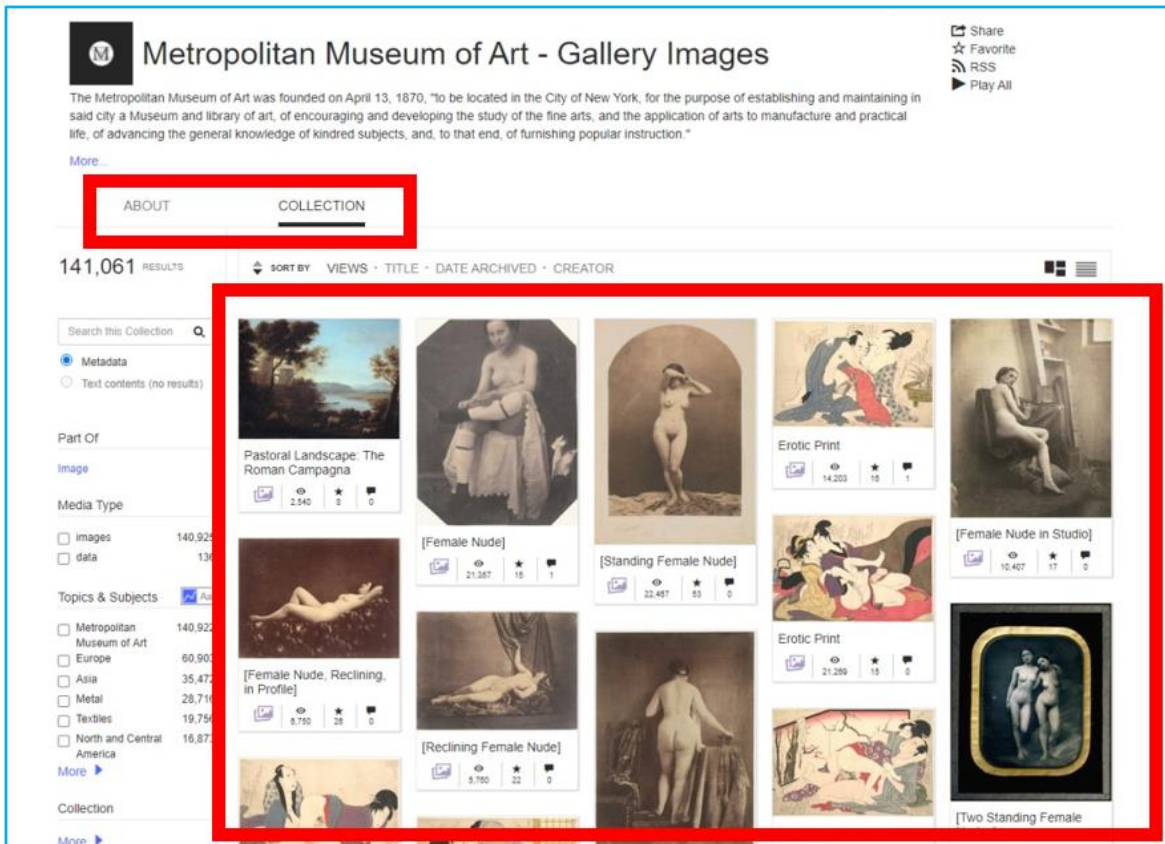 Metropolitan Museum of Art - Gallery Images
Share
Favorite
RSS
Play All
The Metropolitan Museum of Art was founded on April 13, 1870, "to be located in the City of New York, for the purpose of establishing and maintaining in
said city a Museum and library of art, of encouraging and developing the study of the fine arts, and the application of arts to manufacture and practical
life, of advancing the general knowledge of kindred subjects, and, to that end, of furnishing popular instruction."
More...
ABOUT COLLECTION
141,061 RESULTS
SORT BY VIEWS · TITLE · DATE ARCHIVED · CREATOR
Search this Collection
Metadata
Text contents (no results)
Part Of
Image
Media Type
images 140,925
data 136
Topics & Subjects
Metropolitan 140,922
Museum of Art
Europe 60,903
Asia 35,472
Metal 28,716
Textiles 19,756
North and Central 16,873
America
More
Collection
More
Pastoral Landscape: The
Roman Campagna
2,540 8 0
[Female Nude, Reclining,
in Profile]
6,750 26 0
[Female Nude]
21,367 15 1
[Reclining Female Nude]
5,760 22 0
[Standing Female Nude]
22,467 53 0
Erotic Print
14,203 16 1
Erotic Print
21,269 15 0
[Female Nude in Studio]
10,407 17 0
[Two Standing Female